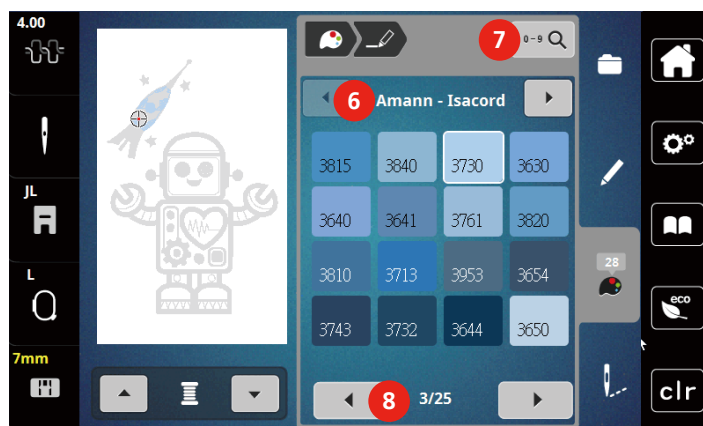 4.00
7
0-9
6
Amann - Isacord
3815 3840 3730 3630
JL
3640 3641 3761 3820
28
3810 3713 3953 3654
L
eco
3743 3732 3644 3650
7mm
8
3/25
clr